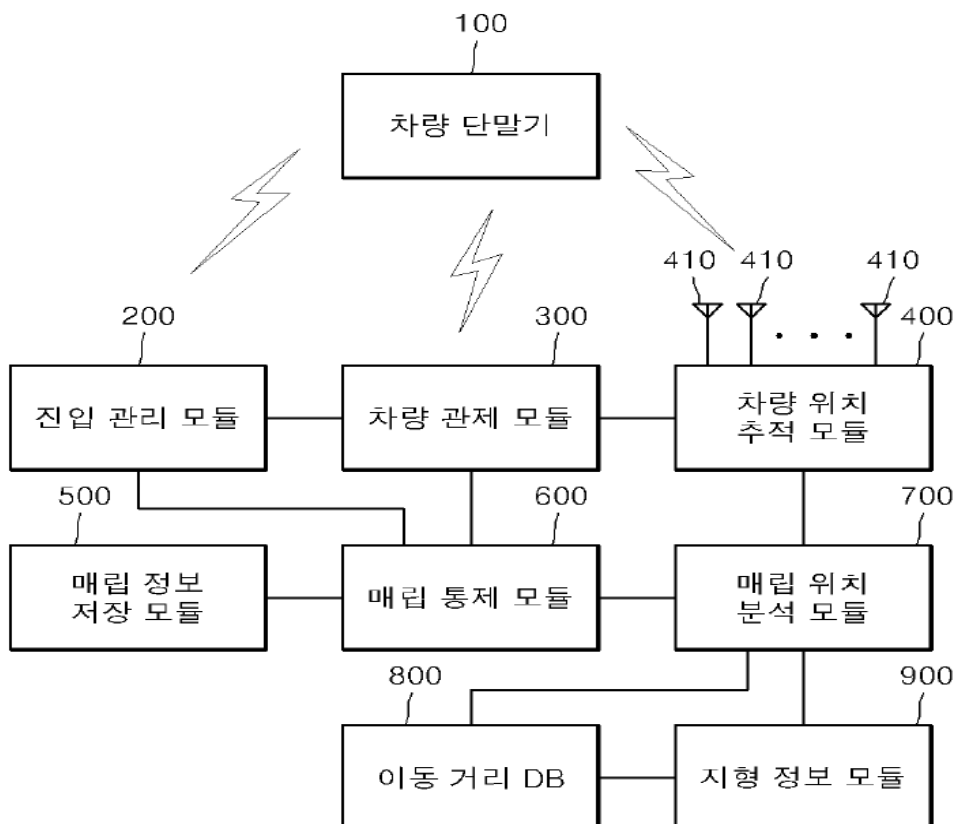 100
차량 단말기
410
410
410
200
300
400
진입 관리 모듈
차량 관제 모듈
차량 위치
추적 모듈
500
600
700
매립 정보
저장 모듈
매립 통제 모듈
매립 위치
분석 모듈
800
900
이동 거리 DB
지형 정보 모듈